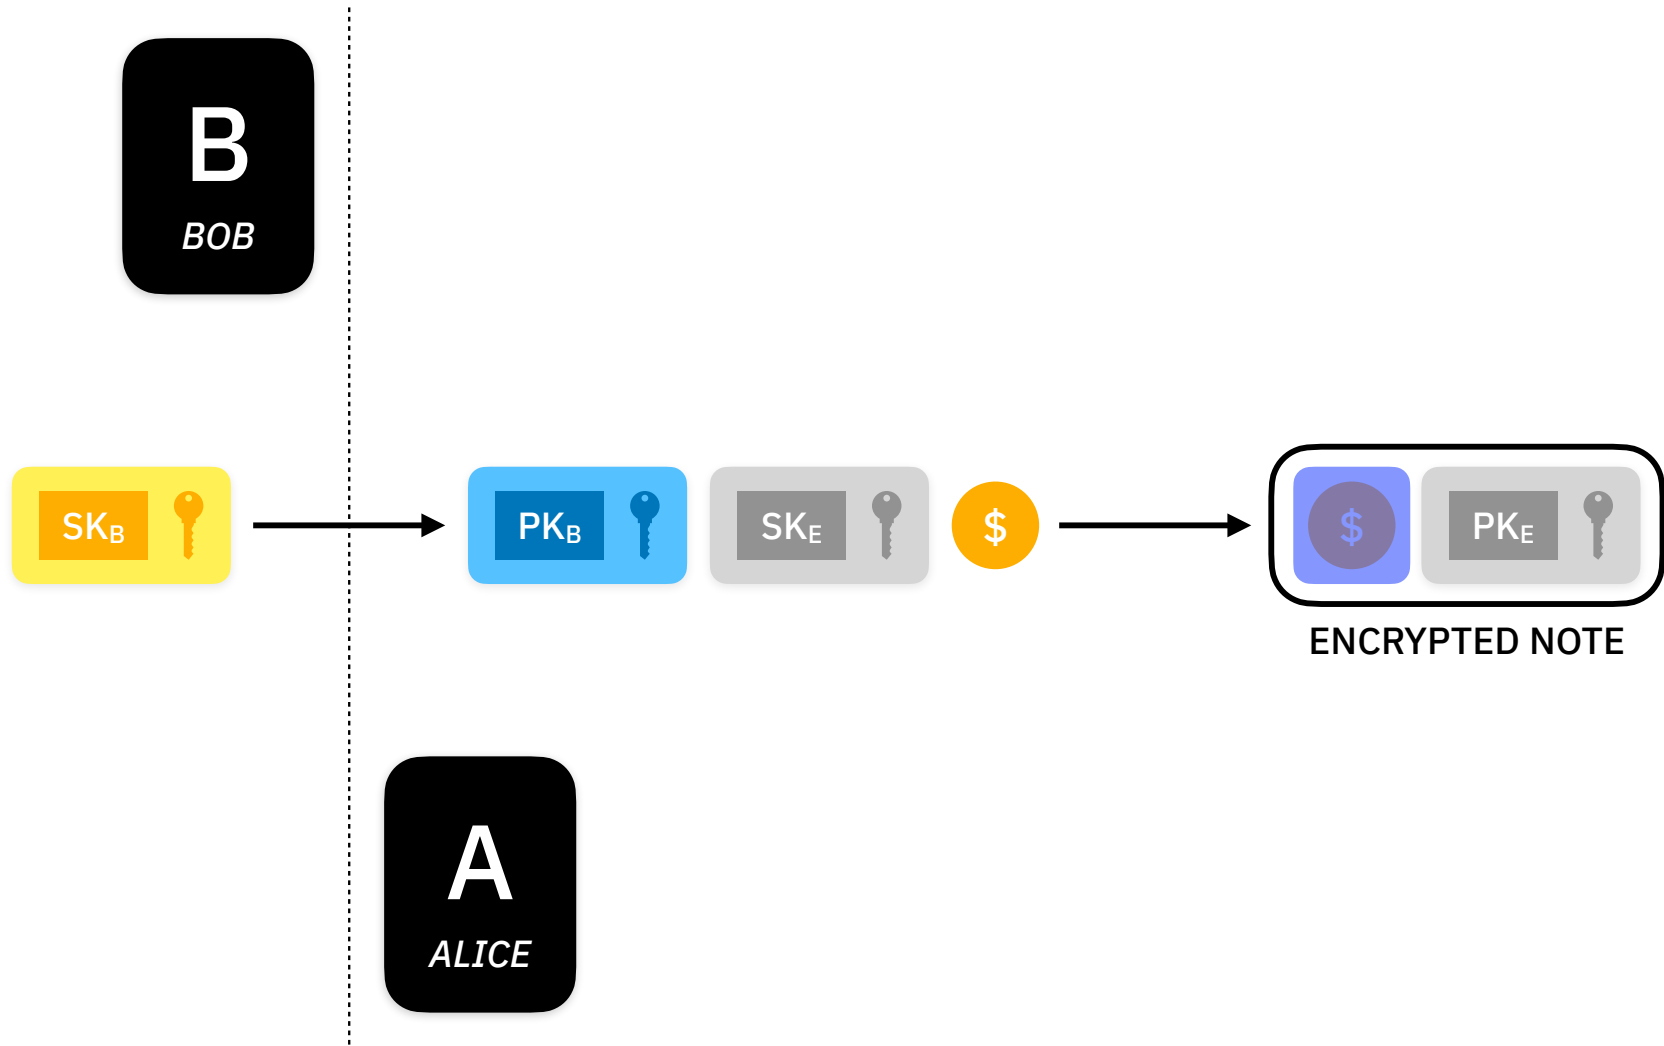 B
BOB
SKB
PKB
SKE
$
$
PKE
ENCRYPTED NOTE
A
ALICE